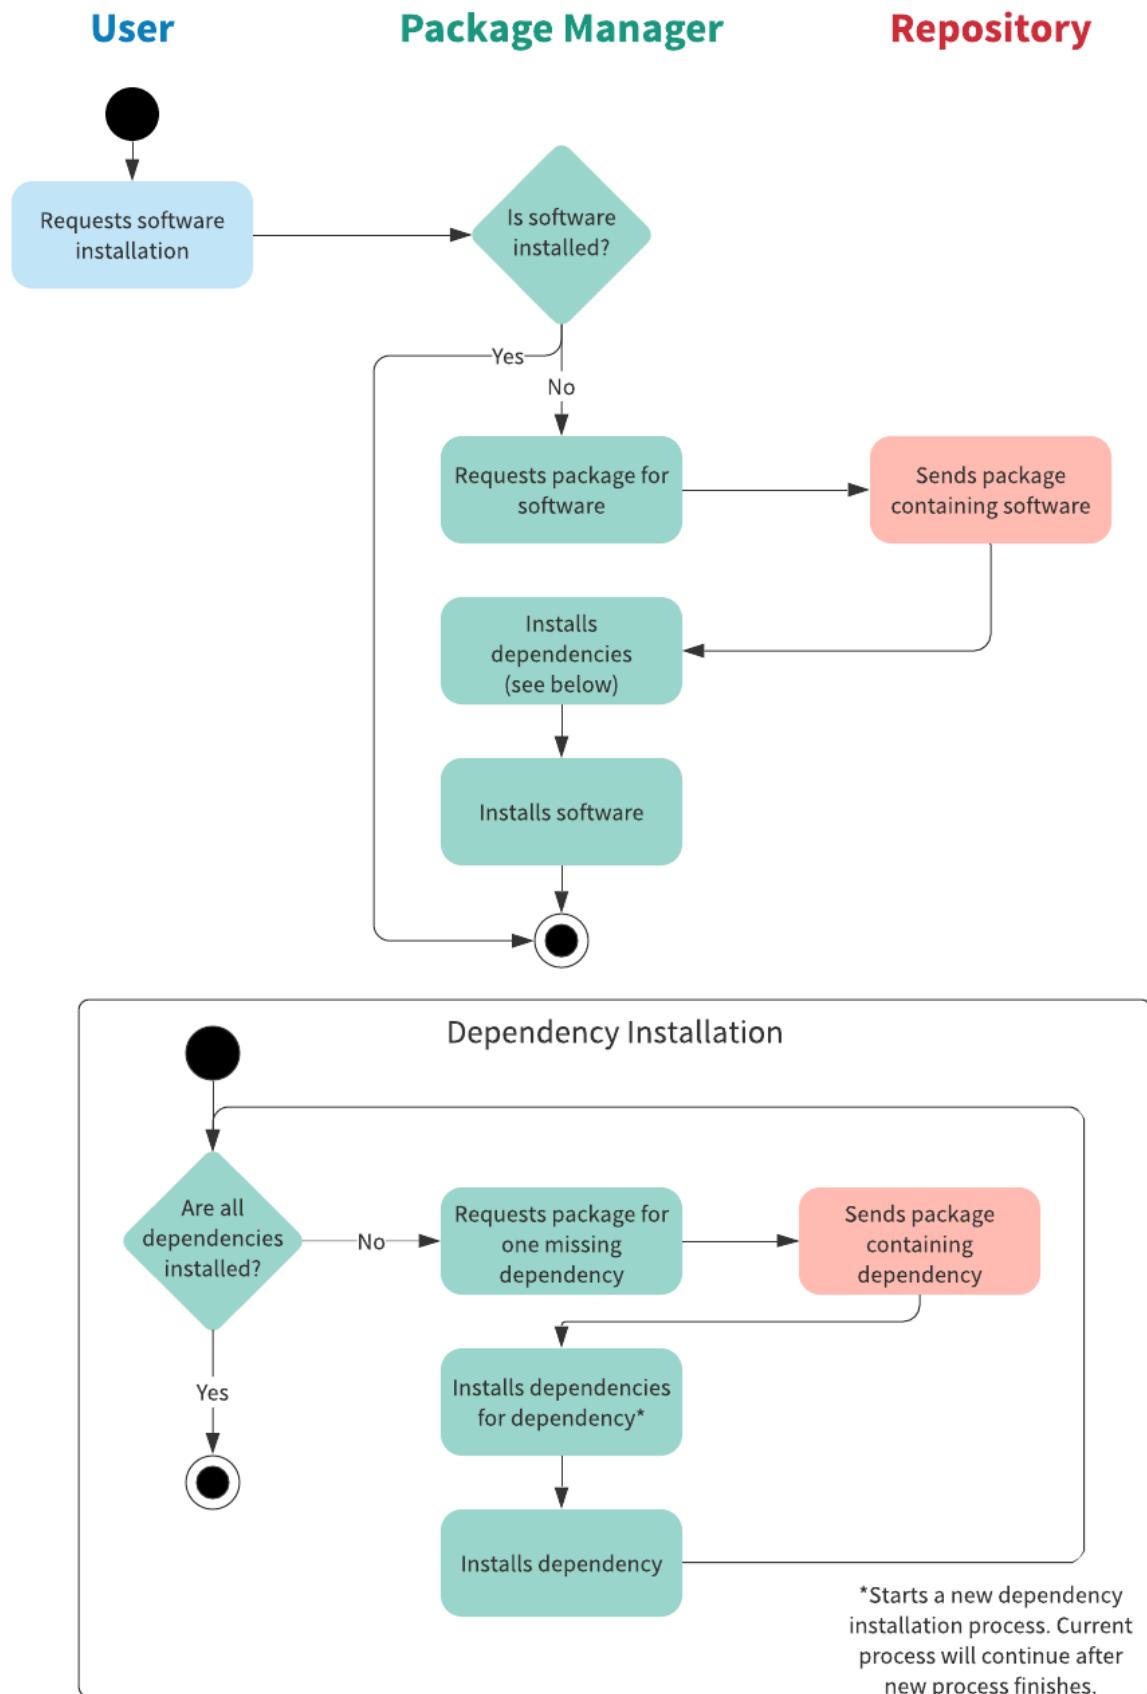 User
Package Manager
Repository
Requests software
installation
Is software
installed?
Yes
No
Requests package for
software
Sends package
containing software
Installs
dependencies
(see below)
Installs software
Dependency Installation
Are all
dependencies
installed?
No
Requests package for
one missing
dependency
Sends package
containing
dependency
Yes
Installs dependencies
for dependency*
Installs dependency
*Starts a new dependency
installation process. Current
process will continue after
new process finishes.